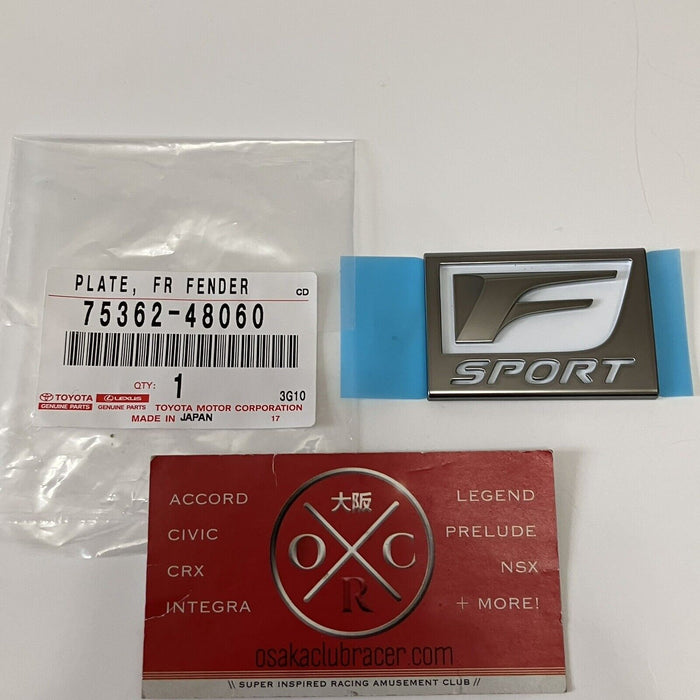 PLATE, FR FENDER
CD
75362-48060
QTY: 1
3G10
TOYOTA LEXUS
GENUINE PARTS GENUINE PARTS TOYOTA MOTOR CORPORATION
MADE IN JAPAN 17
F
SPORT
ACCORD
CIVIC
CRX
INTEGRA
大阪
O C
R
LEGEND
PRELUDE
NSX
+ MORE!
osakaclubracer.com
\\ SUPER INSPIRED RACING AMUSEMENT CLUB //